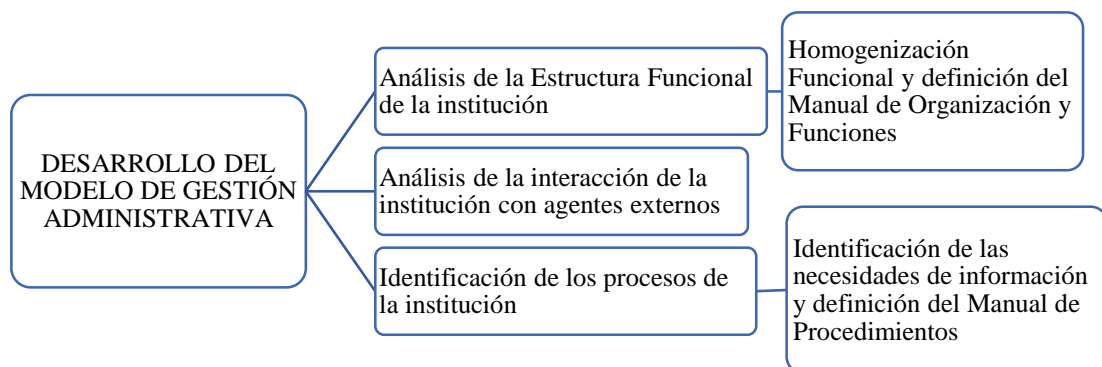 DESARROLLO DEL
MODELO DE GESTIÓN
ADMINISTRATIVA
Análisis de la Estructura Funcional
de la institución
Homogenización
Funcional y definición del
Manual de Organización y
Funciones
Análisis de la interacción de la
institución con agentes externos
Identificación de los procesos de
la institución
Identificación de las
necesidades de información
y definición del Manual de
Procedimientos